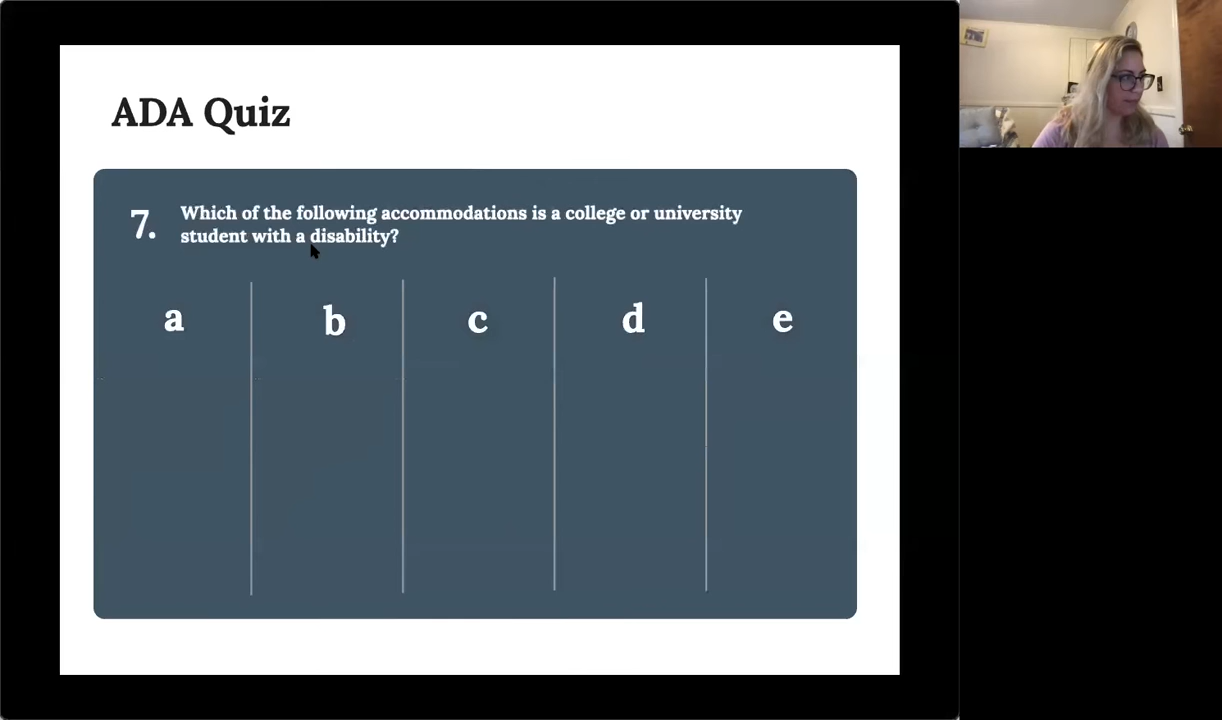 ADA Quiz
7.
Which of the following accommodations is a college or university
student with a disability?
a
b
c
d
e